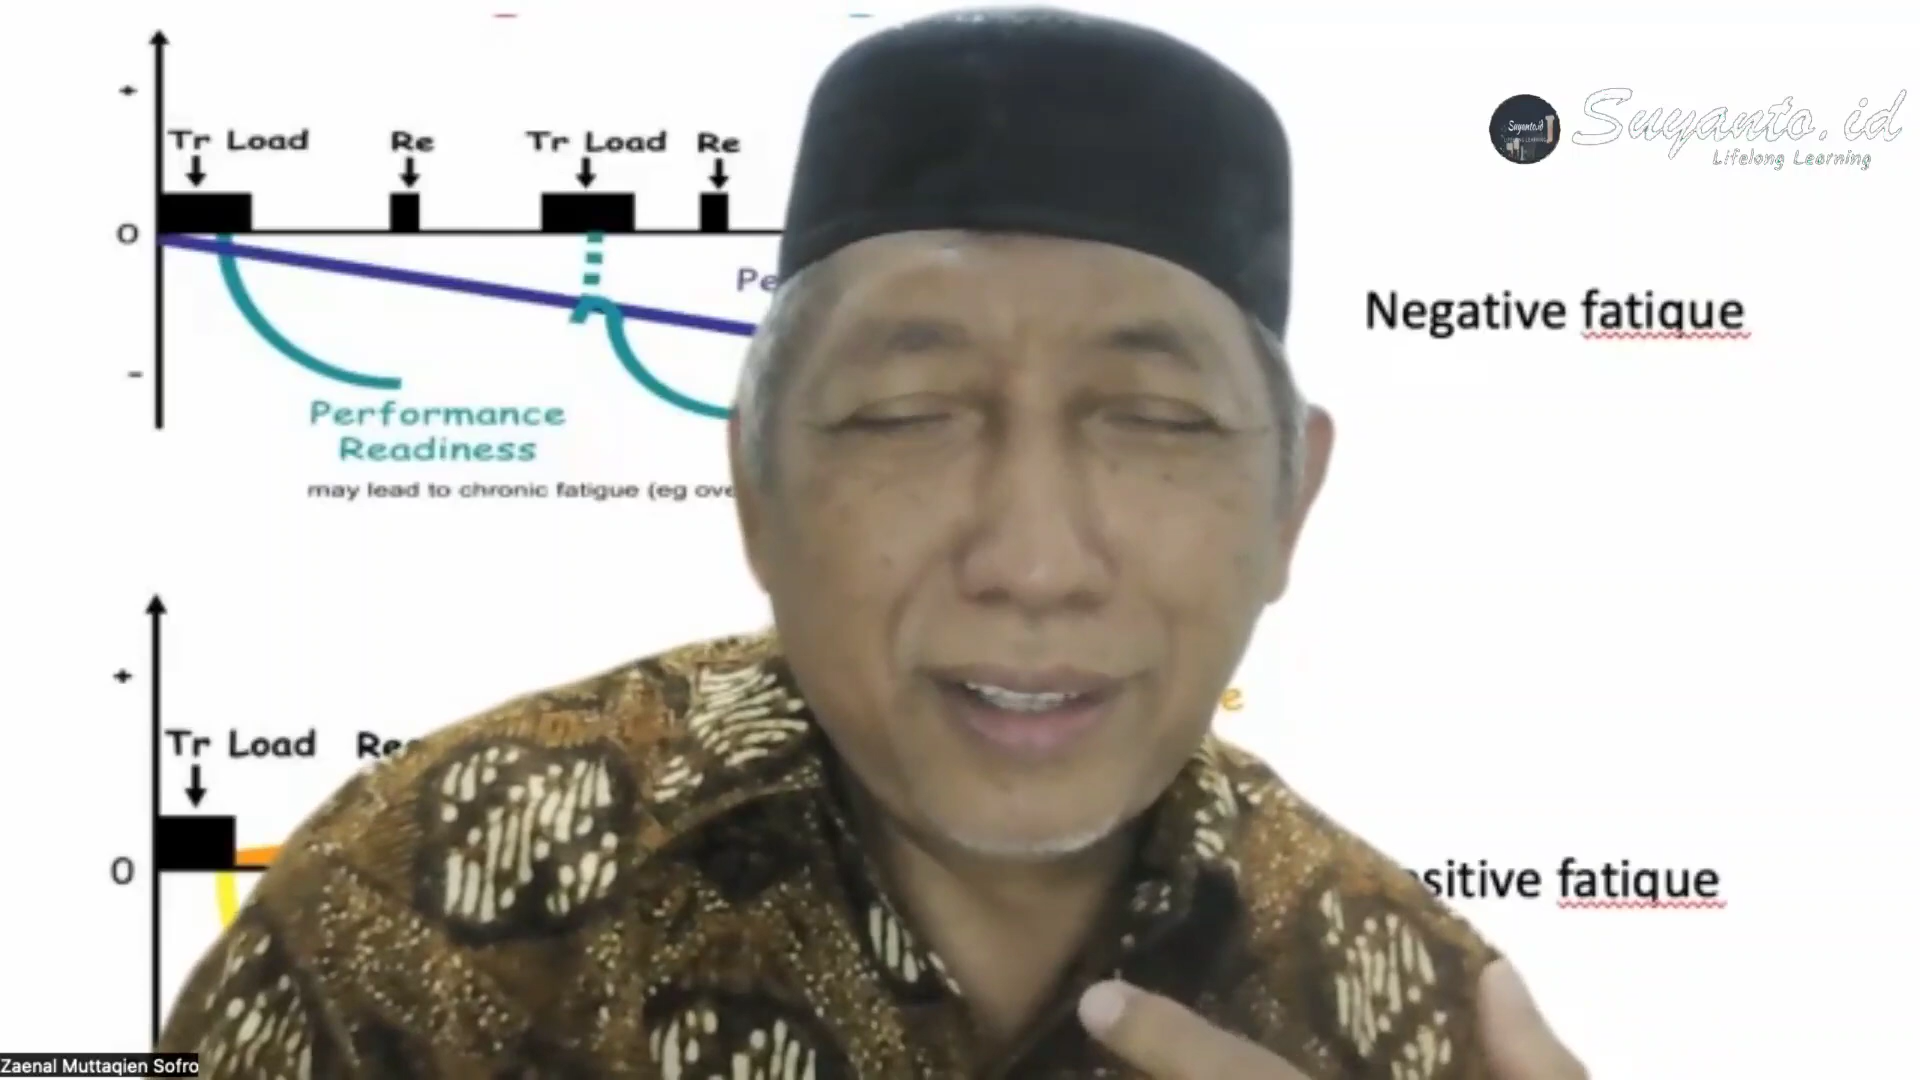 Suyanto.id
Lifelong Learning
+
Tr Load
Re
Tr Load
Re
0
-
Negative fatique
Performance
Readiness
may lead to chronic fatigue (eg
+
Tr Load
0
fatique
Zaenal Muttaqien Sofro